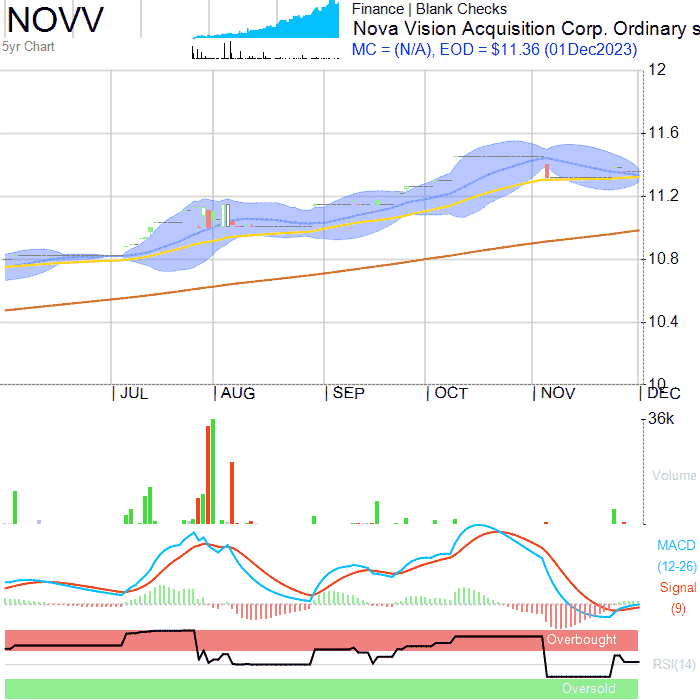 NOVV
5yr Chart
Finance | Blank Checks
Nova Vision Acquisition Corp. Ordinary s
MC = (N/A), EOD = $11.36 (01Dec2023)
12
11.6
11.2
10.8
10.4
10
| JUL | AUG | SEP | OCT | NOV | DEC
36k
Volume
MACD
(12-26)
Signal
(9)
Overbought
RSI(14)
Oversold